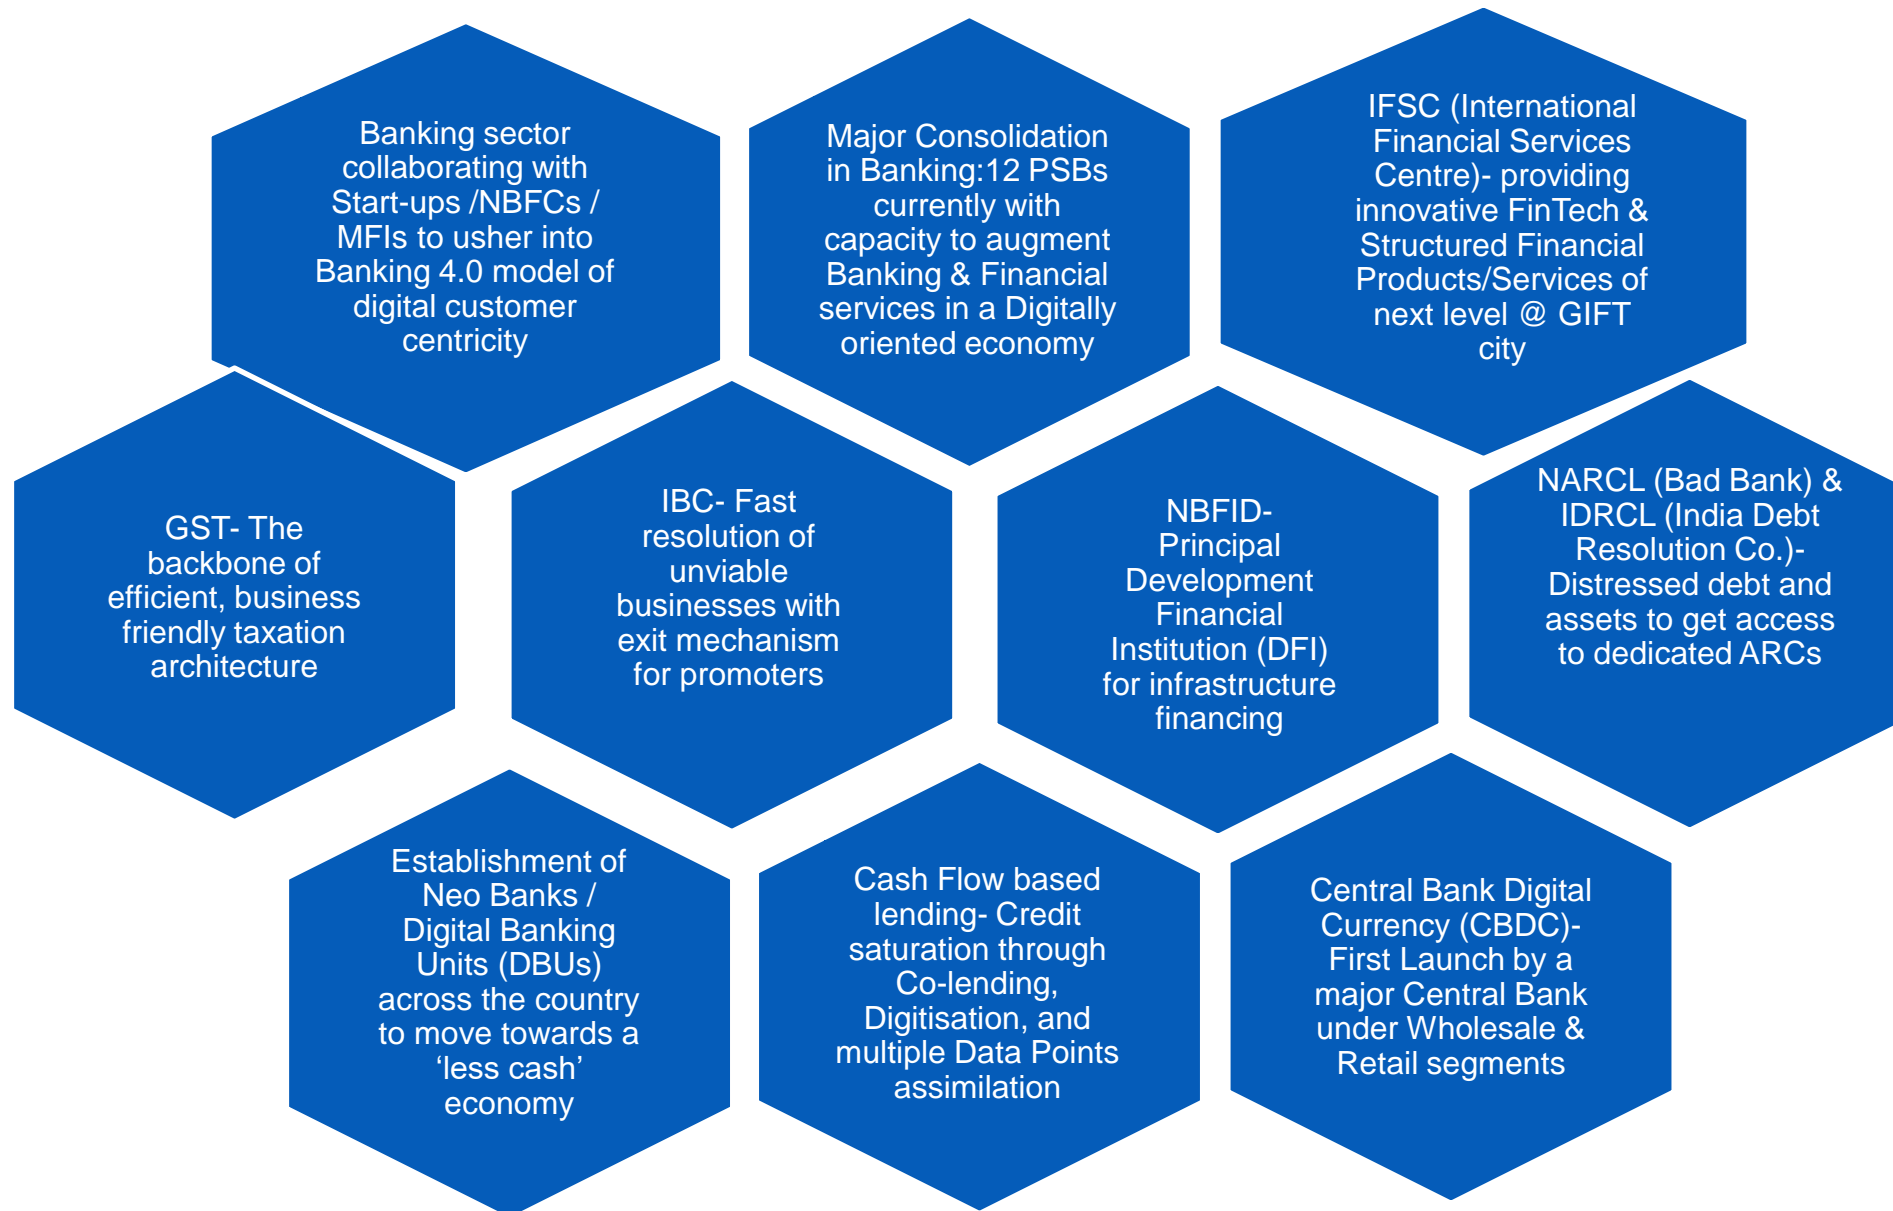 Banking sector
collaborating with
Start-ups /NBFCs /
MFIs to usher into
Banking 4.0 model of
digital customer
centricity
Major Consolidation
in Banking:12 PSBs
currently with
capacity to augment
Banking & Financial
services in a Digitally
oriented economy
IFSC (International
Financial Services
Centre)- providing
innovative FinTech &
Structured Financial
Products/Services of
next level @ GIFT
city
GST- The
backbone of
efficient, business
friendly taxation
architecture
IBC- Fast
resolution of
unviable
businesses with
exit mechanism
for promoters
NBFID-
Principal
Development
Financial
Institution (DFI)
for infrastructure
financing
NARCL (Bad Bank) &
IDRCL (India Debt
Resolution Co.)-
Distressed debt and
assets to get access
to dedicated ARCs
Establishment of
Neo Banks /
Digital Banking
Units (DBUs)
across the country
to move towards a
‘less cash’
economy
Cash Flow based
lending- Credit
saturation through
Co-lending,
Digitisation, and
multiple Data Points
assimilation
Central Bank Digital
Currency (CBDC)-
First Launch by a
major Central Bank
under Wholesale &
Retail segments